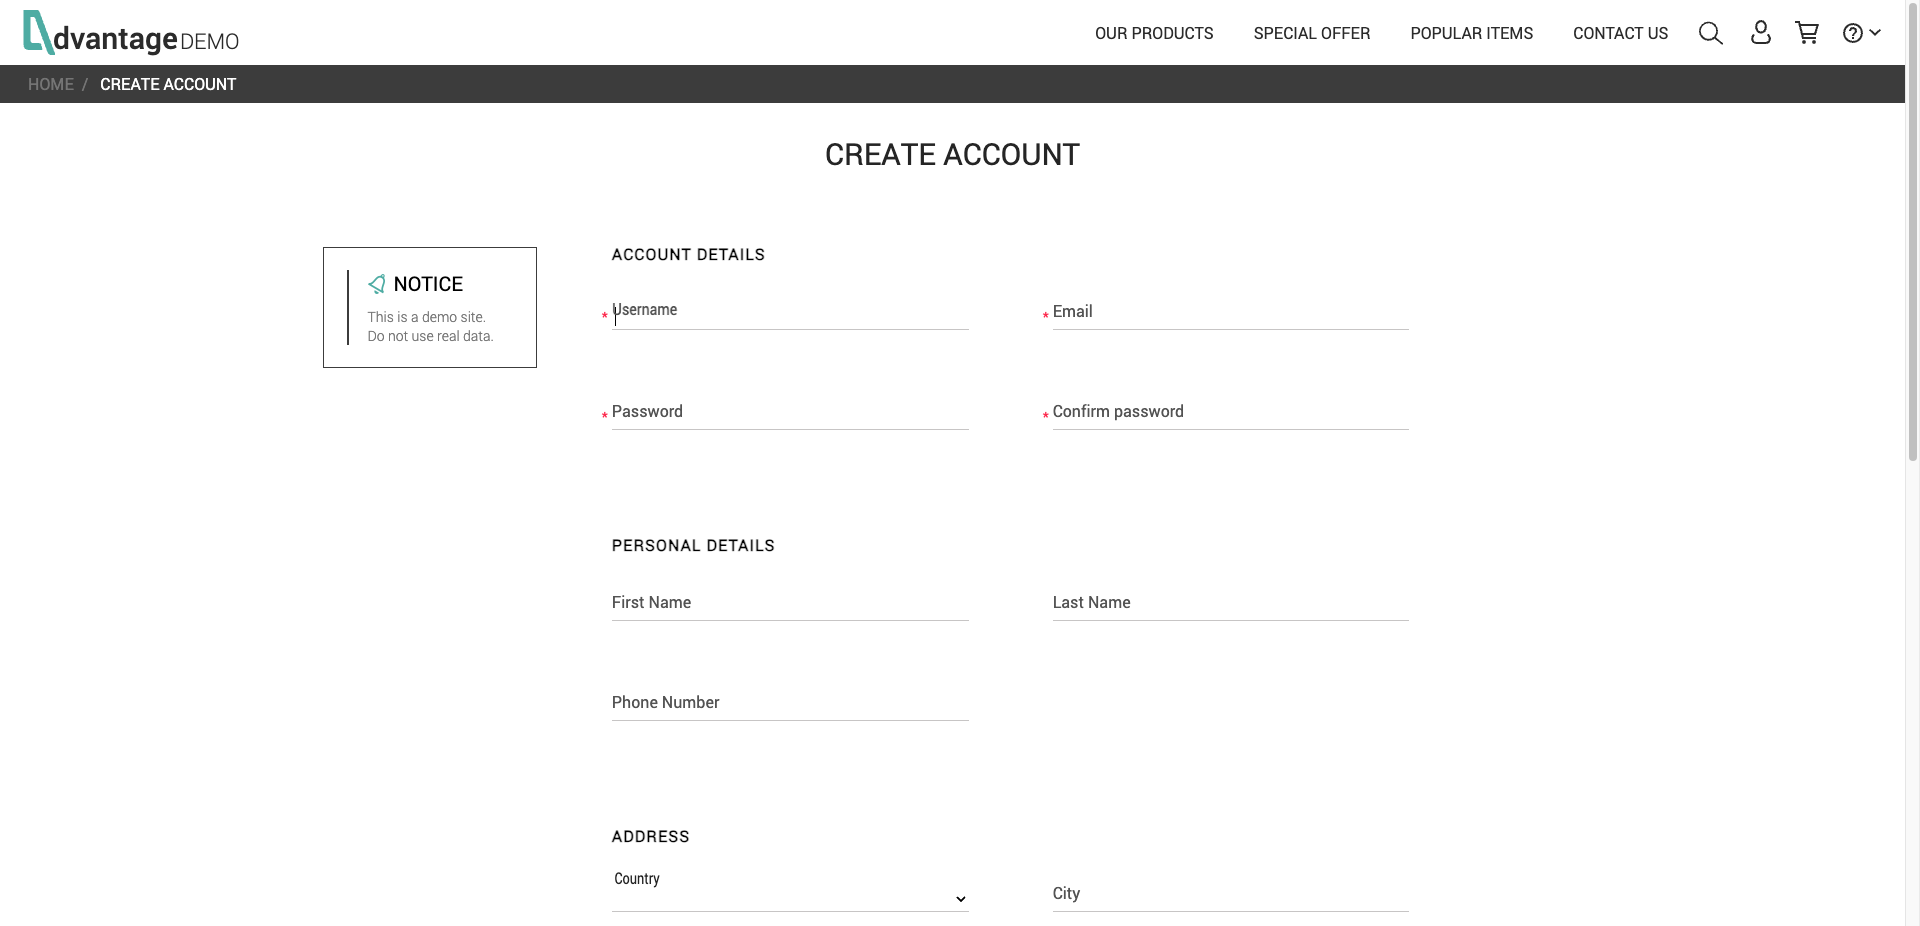 dvantage DEMO
OUR PRODUCTS
SPECIAL OFFER
POPULAR ITEMS
CONTACT US
HOME / CREATE ACCOUNT
CREATE ACCOUNT
NOTICE
This is a demo site.
Do not use real data.
ACCOUNT DETAILS
* Username
* Email
* Password
* Confirm password
PERSONAL DETAILS
First Name
Last Name
Phone Number
ADDRESS
Country
City